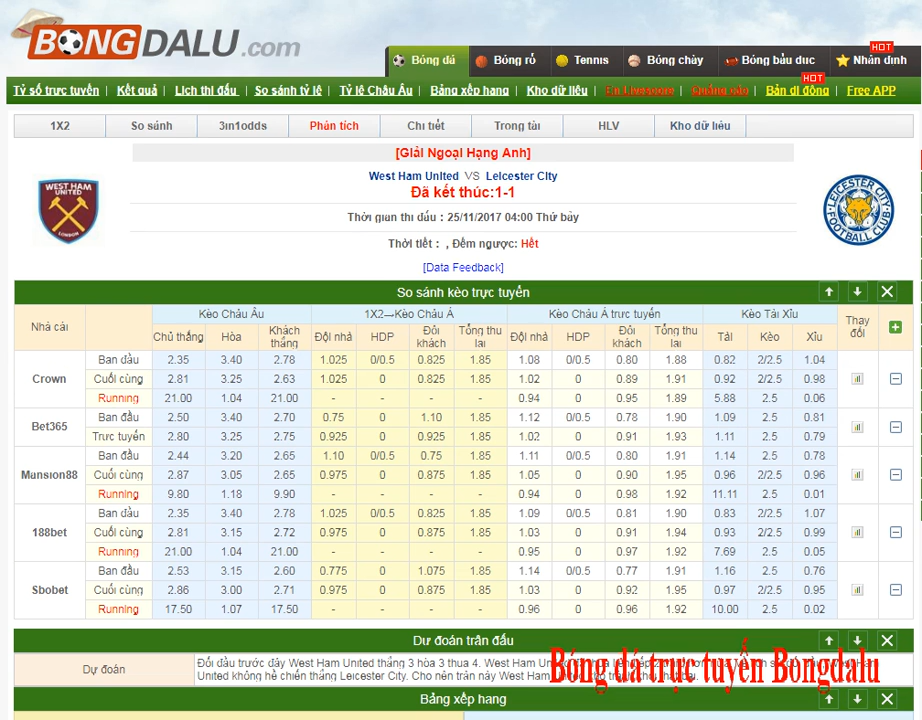 BONGDALU.com
Bóng đá Bóng rổ Tennis Bóng chày Bóng bầu dục HOT Nhân định
Tỷ số trực tuyến | Kết quả | Lịch thi đấu | So sánh tỷ lệ | Tỷ lệ Châu Âu | Bảng xếp hạng | Kho dữ liệu | | Quảng cáo | HOT Bản di động | Free APP
1X2 So sánh 3in1odds Phân tích Chi tiết Trong tài HLV Kho dữ liệu
[Giải Ngoại Hạng Anh]
West Ham United VS Leicester City
Đã kết thúc:1-1
WEST HAM UNITED LONDON
LEICESTER CITY FOOTBALL CLUB
Thời gian thi đấu : 25/11/2017 04:00 Thứ bảy
Thời tiết : , Đếm ngược: Hết
[Data Feedback]
So sánh kèo trực tuyến
Nhà cái Kèo Châu Âu 1X2→Kèo Châu Á Kèo Châu Á trực tuyến Kèo Tài Xỉu Thay đổi
Chủ thắng Hòa Khách thắng Đội nhà HDP Đội khách Tổng thu lại Đội nhà HDP Đội khách Tổng thu lại Tài Kèo Xỉu
Crown
Ban đầu 2.35 3.40 2.78 1.025 0/0.5 0.825 1.85 1.08 0/0.5 0.80 1.88 0.82 2/2.5 1.04
Cuối cùng 2.81 3.25 2.63 1.025 0 0.825 1.85 1.02 0 0.89 1.91 0.92 2/2.5 0.98
Running 21.00 1.04 21.00 - - - - 0.94 0 0.95 1.89 5.88 2.5 0.06
Bet365
Ban đầu 2.50 3.40 2.70 0.75 0 1.10 1.85 1.12 0/0.5 0.78 1.90 1.09 2.5 0.81
Trực tuyến 2.80 3.25 2.75 0.925 0 0.925 1.85 1.02 0 0.91 1.93 1.11 2.5 0.79
Mansion88
Ban đầu 2.44 3.20 2.65 1.10 0/0.5 0.75 1.85 1.11 0/0.5 0.80 1.91 1.14 2.5 0.78
Cuối cùng 2.87 3.05 2.65 0.975 0 0.875 1.85 1.05 0 0.90 1.95 0.96 2/2.5 0.96
Running 9.80 1.18 9.90 - - - - 0.94 0 0.98 1.92 11.11 2.5 0.01
188bet
Ban đầu 2.35 3.40 2.78 1.025 0/0.5 0.825 1.85 1.09 0/0.5 0.81 1.90 0.83 2/2.5 1.07
Cuối cùng 2.81 3.15 2.72 0.975 0 0.875 1.85 1.03 0 0.91 1.94 0.93 2/2.5 0.99
Running 21.00 1.04 21.00 - - - - 0.95 0 0.97 1.92 7.69 2.5 0.05
Sbobet
Ban đầu 2.53 3.15 2.60 0.775 0 1.075 1.85 1.14 0/0.5 0.77 1.91 1.16 2.5 0.76
Cuối cùng 2.86 3.00 2.71 0.975 0 0.875 1.85 1.03 0 0.92 1.95 0.97 2/2.5 0.95
Running 17.50 1.07 17.50 - - - - 0.96 0 0.96 1.92 10.00 2.5 0.02
Dự đoán trận đấu
Dự đoán
Đối đầu trước đây West Ham United thắng 3 hòa 3 thua 4. West Ham
United không hề chiến thắng Leicester City. Cho nên trận này West Ham
Bóng đá trực tuyến Bongdalu
Bảng xếp hạng